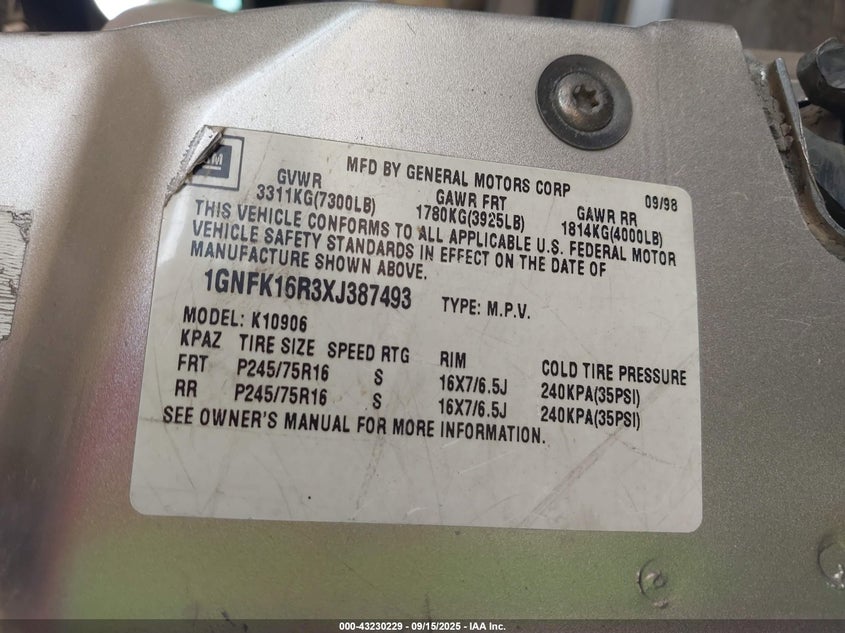 GM
MFD BY GENERAL MOTORS CORP 09/98
GVWR GAWR FRT GAWR RR
3311KG(7300LB) 1780KG(3925LB) 1814KG(4000LB)
THIS VEHICLE CONFORMS TO ALL APPLICABLE U.S. FEDERAL MOTOR
VEHICLE SAFETY STANDARDS IN EFFECT ON THE DATE OF
MANUFACTURE SHOWN ABOVE.
1GNFK16R3XJ387493 TYPE: M.P.V.
MODEL: K10906
KPAZ TIRE SIZE SPEED RTG RIM COLD TIRE PRESSURE
FRT P245/75R16 S 16X7/6.5J 240KPA(35PSI)
RR P245/75R16 S 16X7/6.5J 240KPA(35PSI)
SEE OWNER'S MANUAL FOR MORE INFORMATION.
000-43230229 - 09/15/2025 - IAA Inc.